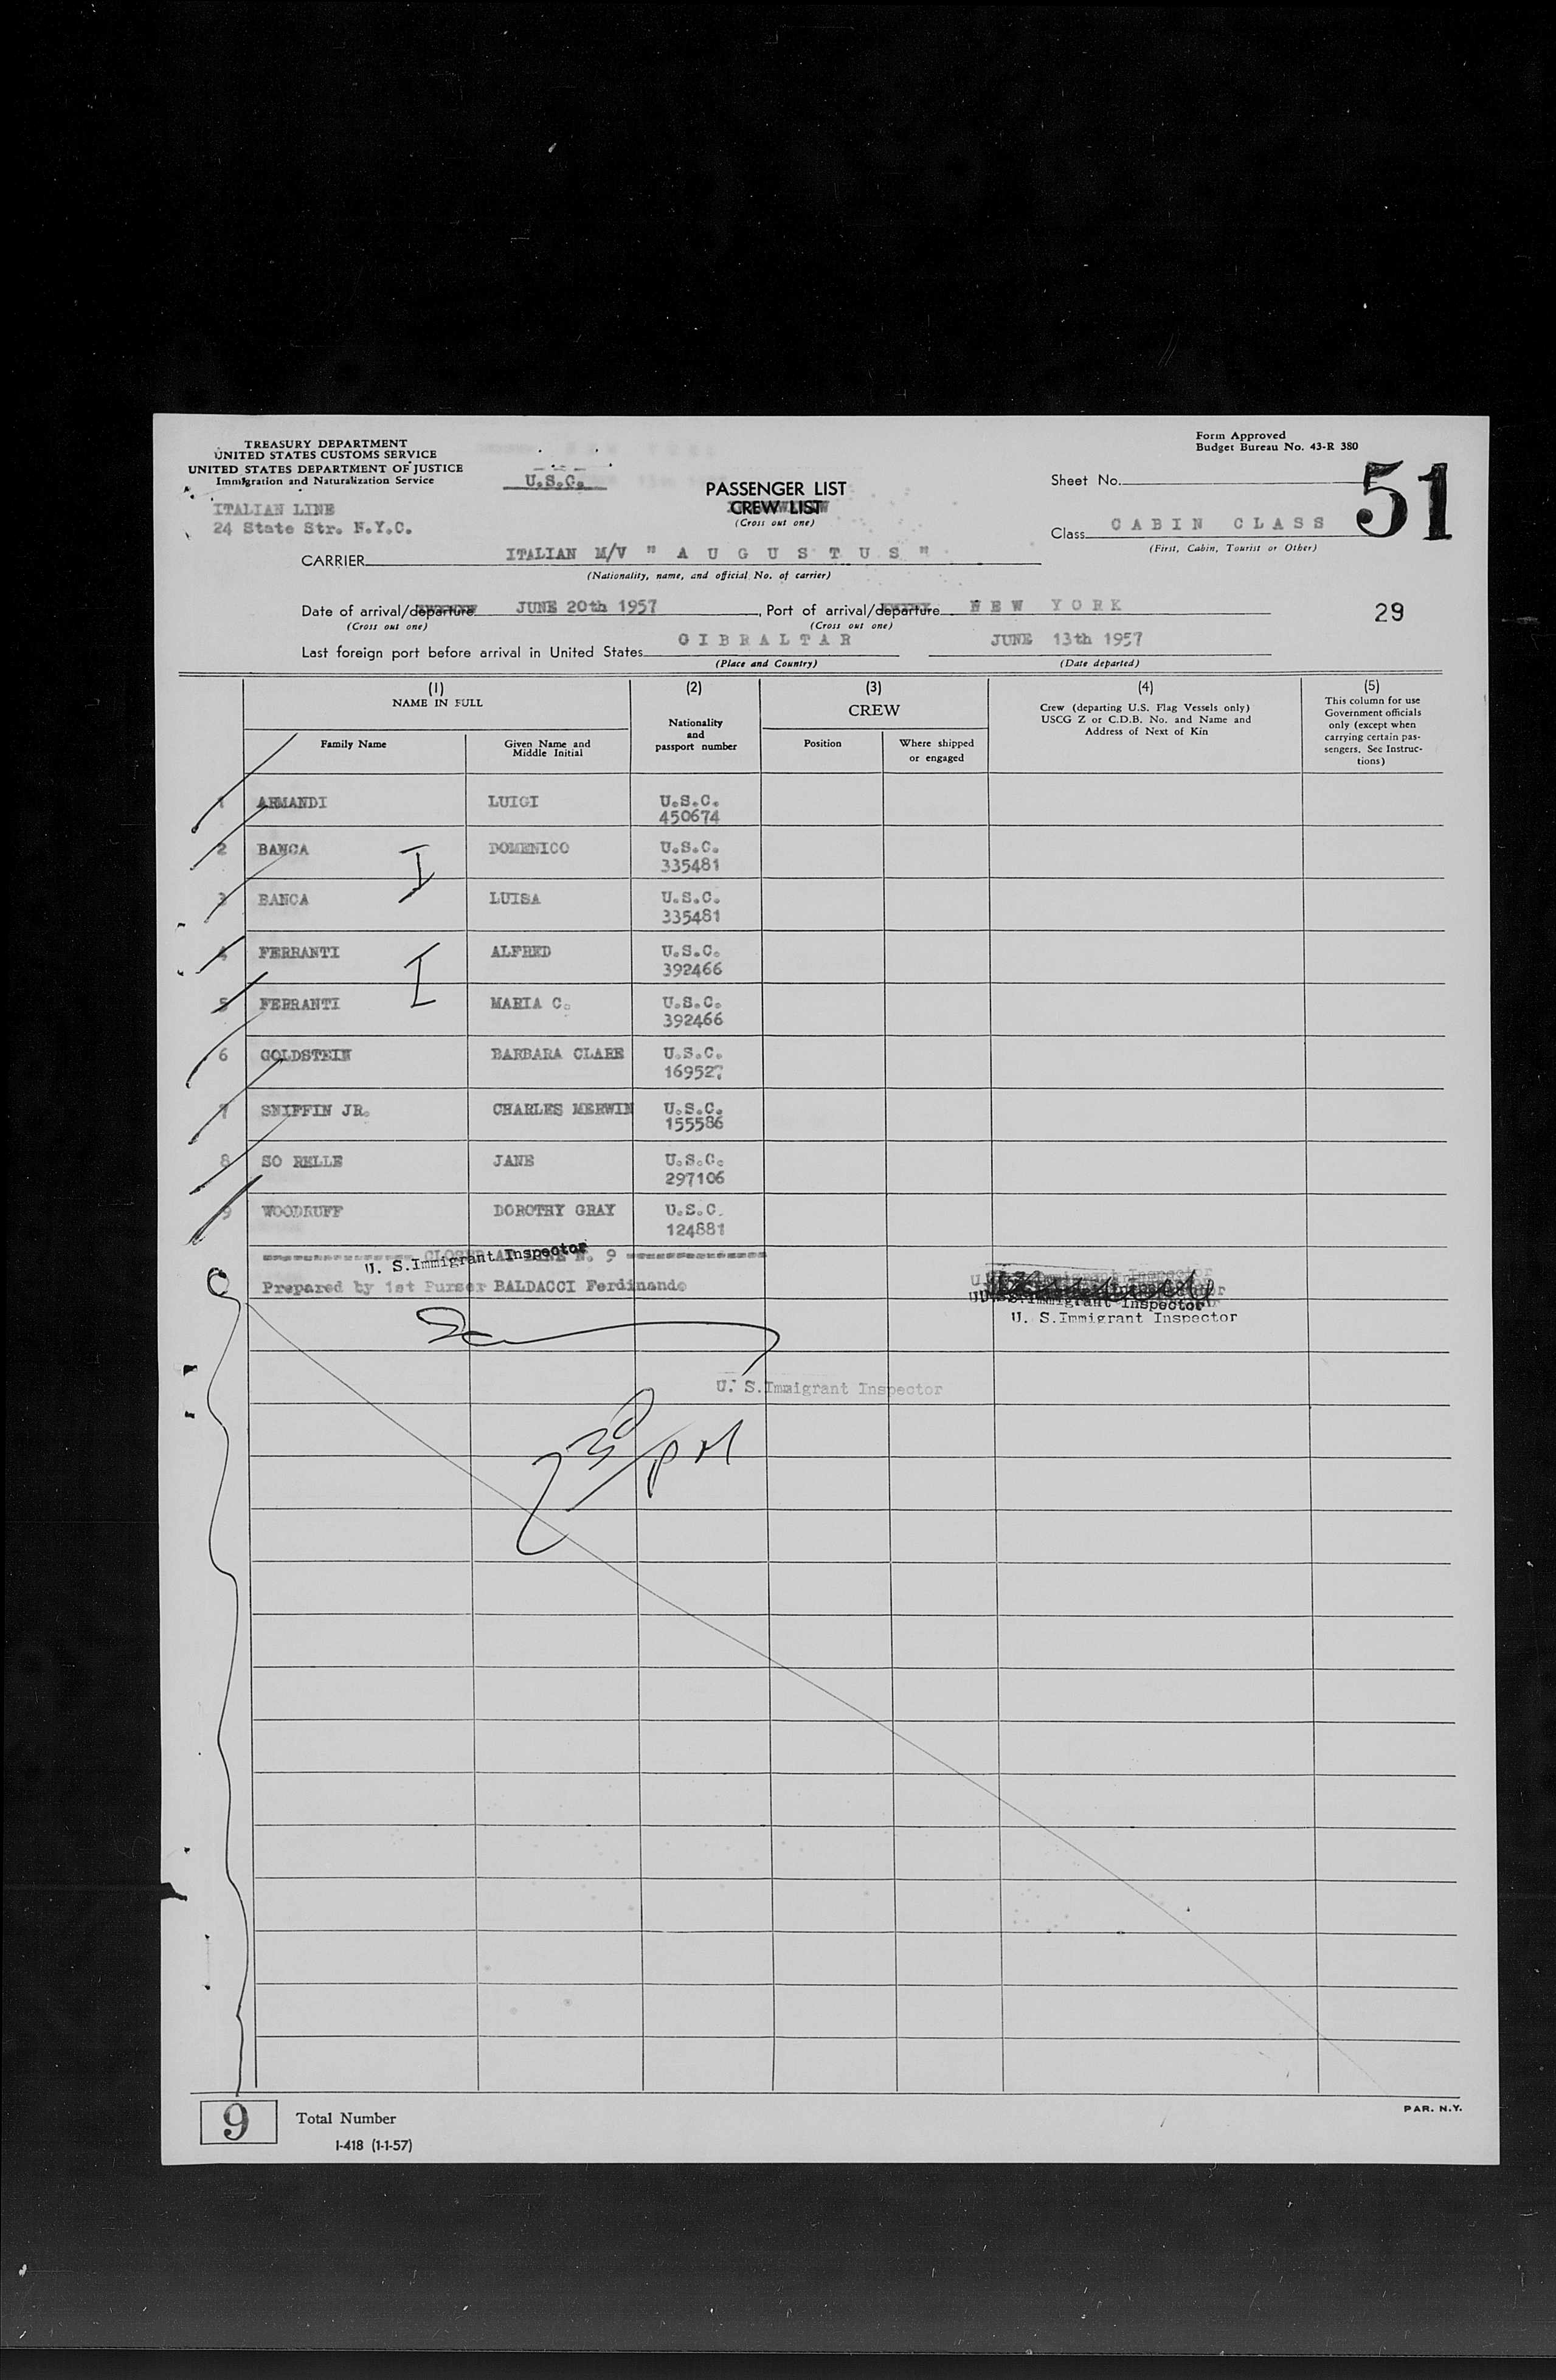 TREASURY DEPARTMENT
UNITED STATES CUSTOMS SERVICE
UNITED STATES DEPARTMENT OF JUSTICE
Immigration and Naturalization Service
ITALIAN LINE
24 State Str. N.Y.C.
U.S.C.
PASSENGER LIST
CREW LIST
(Cross out one)
Form Approved
Budget Bureau No. 43-R 380
Sheet No. 51
Class CABIN CLASS
(First, Cabin, Tourist or Other)
CARRIER ITALIAN M/V " A U G U S T U S "
(Nationality, name, and official No. of carrier)
Date of arrival/departure JUNE 20th 1957, Port of arrival/departure NEW YORK
(Cross out one) (Cross out one)
29
Last foreign port before arrival in United States GIBRALTAR JUNE 13th 1957
(Place and Country) (Date departed)
(1)
NAME IN FULL
Family Name
Given Name and
Middle Initial
(2)
Nationality
and
passport number
(3)
CREW
Position
Where shipped
or engaged
(4)
Crew (departing U.S. Flag Vessels only)
USCG Z or C.D.B. No. and Name and
Address of Next of Kin
(5)
This column for use
Government officials
only (except when
carrying certain pas-
sengers. See Instruc-
tions)
1 ARMANDI LUIGI U.S.C.
450674
2 BANCA DOMENICO U.S.C.
335481
3 BANCA LUISA U.S.C.
335481
4 FERRANTI ALFRED U.S.C.
392466
5 FERRANTI MARIA C. U.S.C.
392466
6 GOLDSTEIN BARBARA CLARE U.S.C.
169527
7 SNIFFIN JR. CHARLES MERWIN U.S.C.
155586
8 SO RELLE JANE U.S.C.
297106
9 WOODRUFF DOROTHY GRAY U.S.C.
124881
N. 9
U. S. Immigrant Inspector
Prepared by 1st Purser BALDACCI Ferdinando
U. S. Immigrant Inspector
U. S. Immigrant Inspector
U. S. Immigrant Inspector
230/PM
9
Total Number
I-418 (1-1-57)
PAR. N.Y.